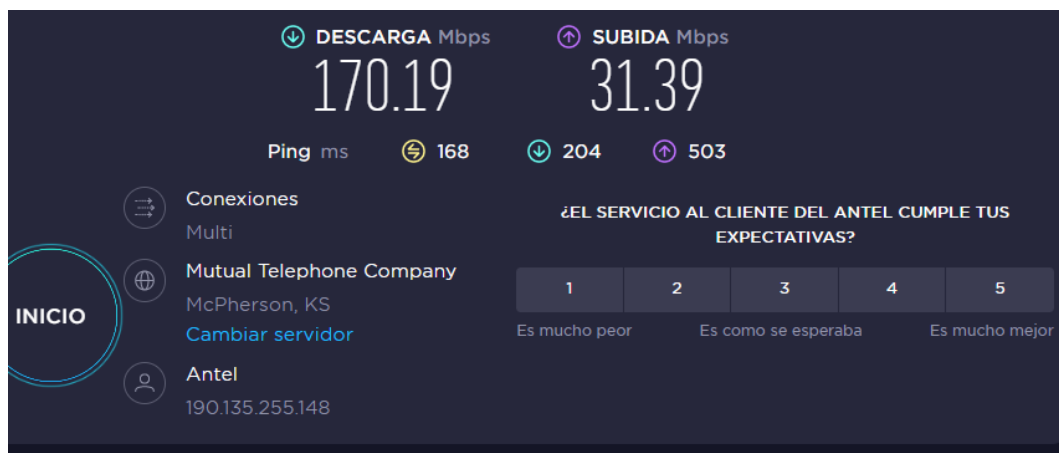 DESCARGA Mbps
SUBIDA Mbps
170.19
31.39
Ping ms 168 204 503
Conexiones
Multi
Mutual Telephone Company
McPherson, KS
Cambiar servidor
Antel
190.135.255.148
INICIO
¿EL SERVICIO AL CLIENTE DEL ANTEL CUMPLE TUS
EXPECTATIVAS?
1 2 3 4 5
Es mucho peor Es como se esperaba Es mucho mejor